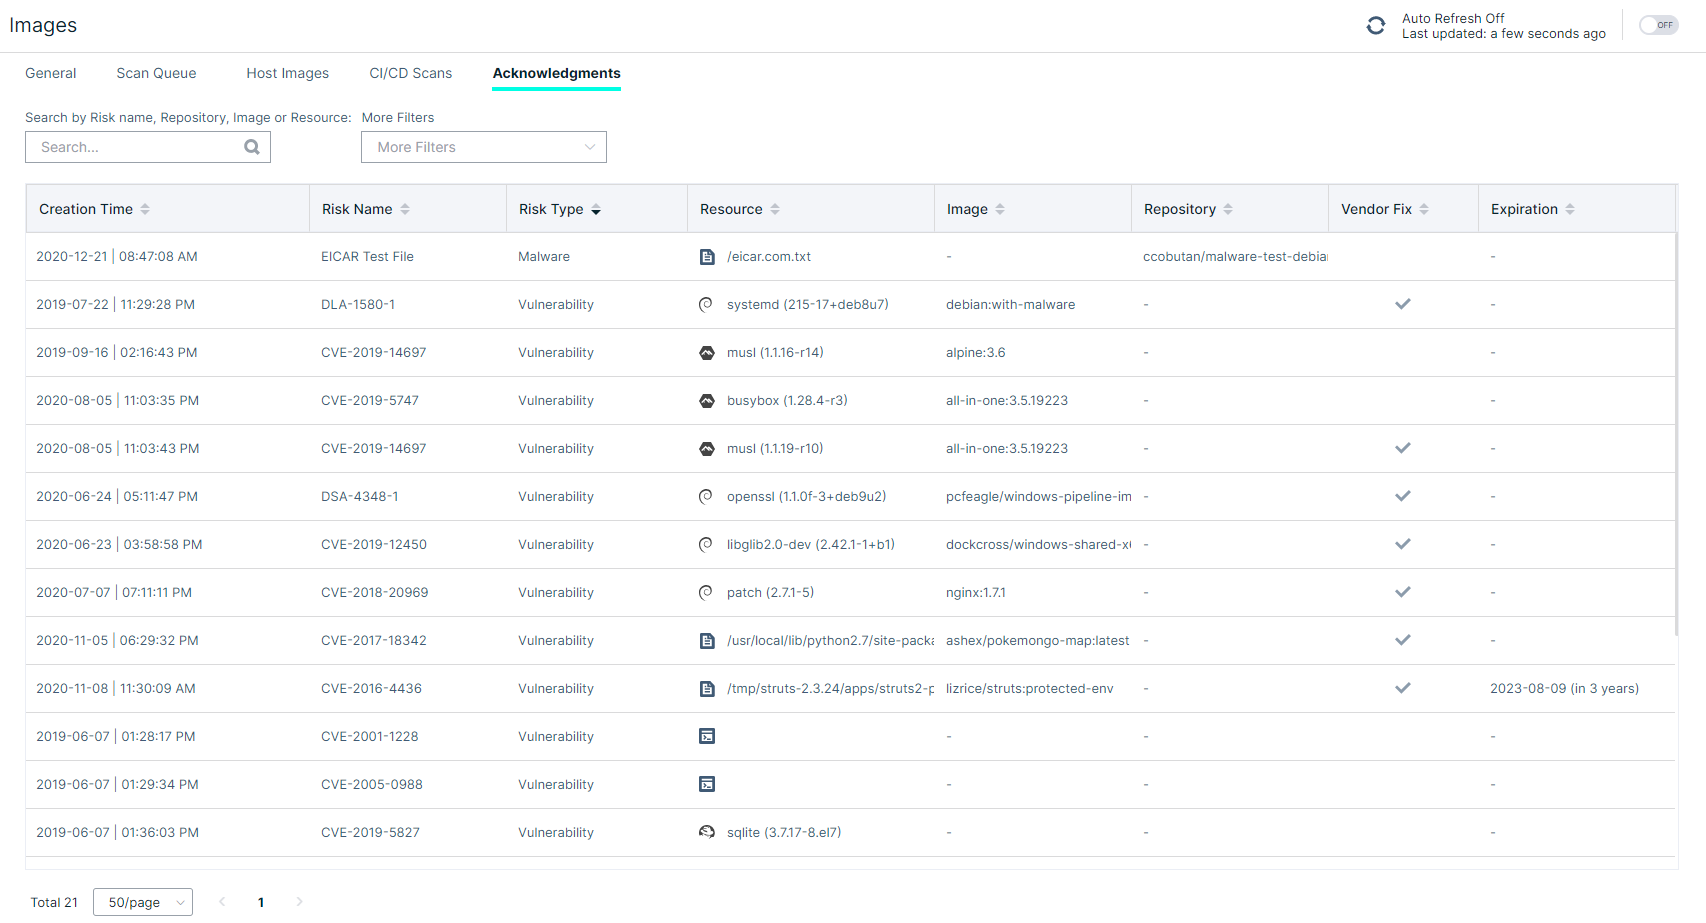 Images
Auto Refresh Off
Last updated: a few seconds ago
OFF
General Scan Queue Host Images CI/CD Scans Acknowledgments
Search by Risk name, Repository, Image or Resource: More Filters
Search... More Filters
Creation Time Risk Name Risk Type Resource Image Repository Vendor Fix Expiration
2020-12-21 | 08:47:08 AM EICAR Test File Malware /eicar.com.txt - ccobutan/malware-test-debia -
2019-07-22 | 11:29:28 PM DLA-1580-1 Vulnerability systemd (215-17+deb8u7) debian:with-malware - -
2019-09-16 | 02:16:43 PM CVE-2019-14697 Vulnerability musl (1.1.16-r14) alpine:3.6 - -
2020-08-05 | 11:03:35 PM CVE-2019-5747 Vulnerability busybox (1.28.4-r3) all-in-one:3.5.19223 - -
2020-08-05 | 11:03:43 PM CVE-2019-14697 Vulnerability musl (1.1.19-r10) all-in-one:3.5.19223 - -
2020-06-24 | 05:11:47 PM DSA-4348-1 Vulnerability openssl (1.1.0f-3+deb9u2) pcfeagle/windows-pipeline-im - -
2020-06-23 | 03:58:58 PM CVE-2019-12450 Vulnerability libglib2.0-dev (2.42.1-1+b1) dockcross/windows-shared-x - -
2020-07-07 | 07:11:11 PM CVE-2018-20969 Vulnerability patch (2.7.1-5) nginx:1.7.1 - -
2020-11-05 | 06:29:32 PM CVE-2017-18342 Vulnerability /usr/local/lib/python2.7/site-packa ashex/pokemongo-map:latest - -
2020-11-08 | 11:30:09 AM CVE-2016-4436 Vulnerability /tmp/struts-2.3.24/apps/struts2-p lizrice/struts:protected-env - 2023-08-09 (in 3 years)
2019-06-07 | 01:28:17 PM CVE-2001-1228 Vulnerability - - -
2019-06-07 | 01:29:34 PM CVE-2005-0988 Vulnerability - - -
2019-06-07 | 01:36:03 PM CVE-2019-5827 Vulnerability sqlite (3.7.17-8.el7) - - -
Total 21 50/page < 1 >